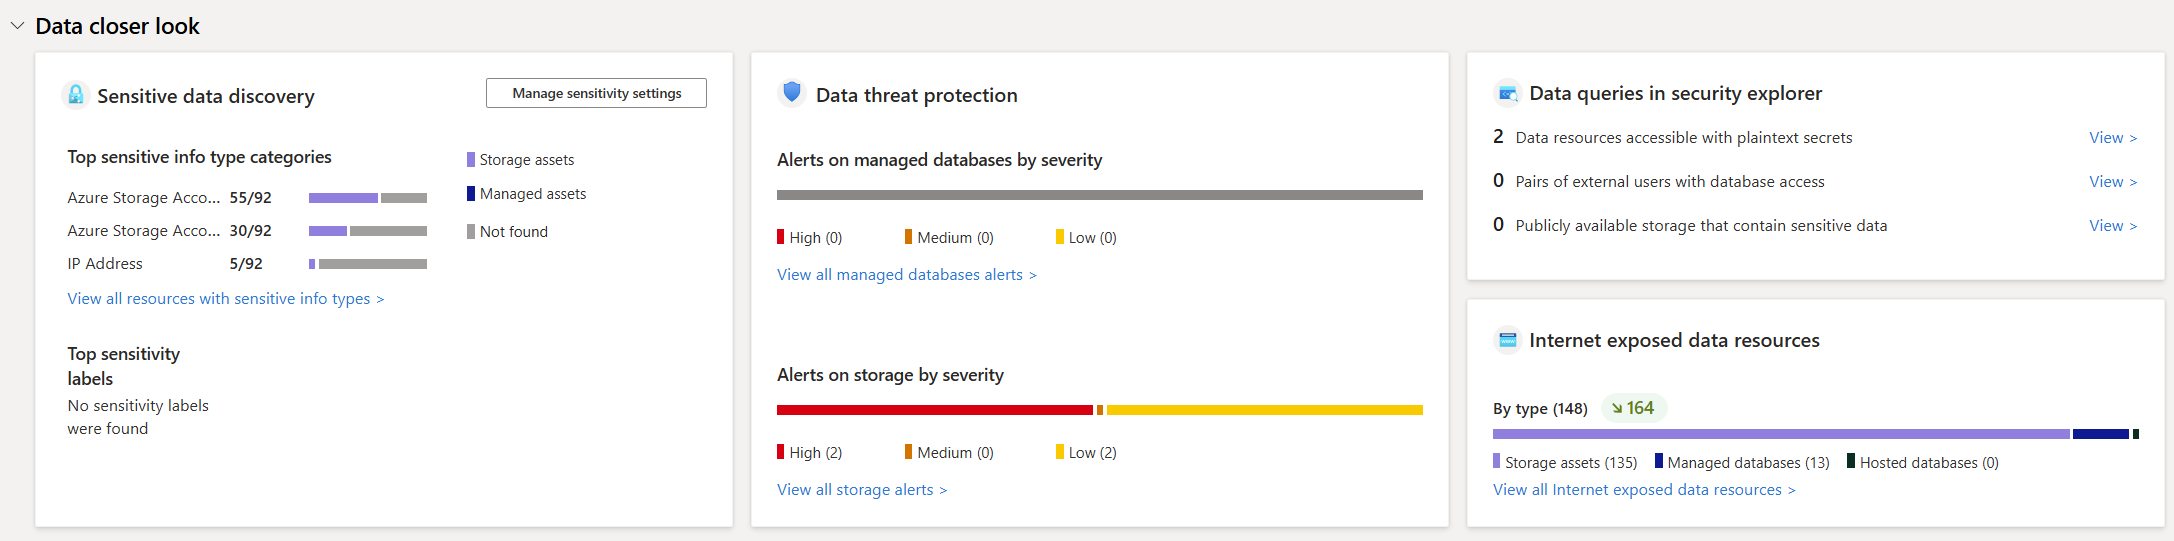 Data closer look
Sensitive data discovery
Manage sensitivity settings
Top sensitive info type categories
Azure Storage Acco... 55/92
Azure Storage Acco... 30/92
IP Address 5/92
Storage assets
Managed assets
Not found
View all resources with sensitive info types >
Top sensitivity
labels
No sensitivity labels
were found
Data threat protection
Alerts on managed databases by severity
High (0) Medium (0) Low (0)
View all managed databases alerts >
Alerts on storage by severity
High (2) Medium (0) Low (2)
View all storage alerts >
Data queries in security explorer
2 Data resources accessible with plaintext secrets View >
0 Pairs of external users with database access View >
0 Publicly available storage that contain sensitive data View >
Internet exposed data resources
By type (148) 164
Storage assets (135) Managed databases (13) Hosted databases (0)
View all Internet exposed data resources >